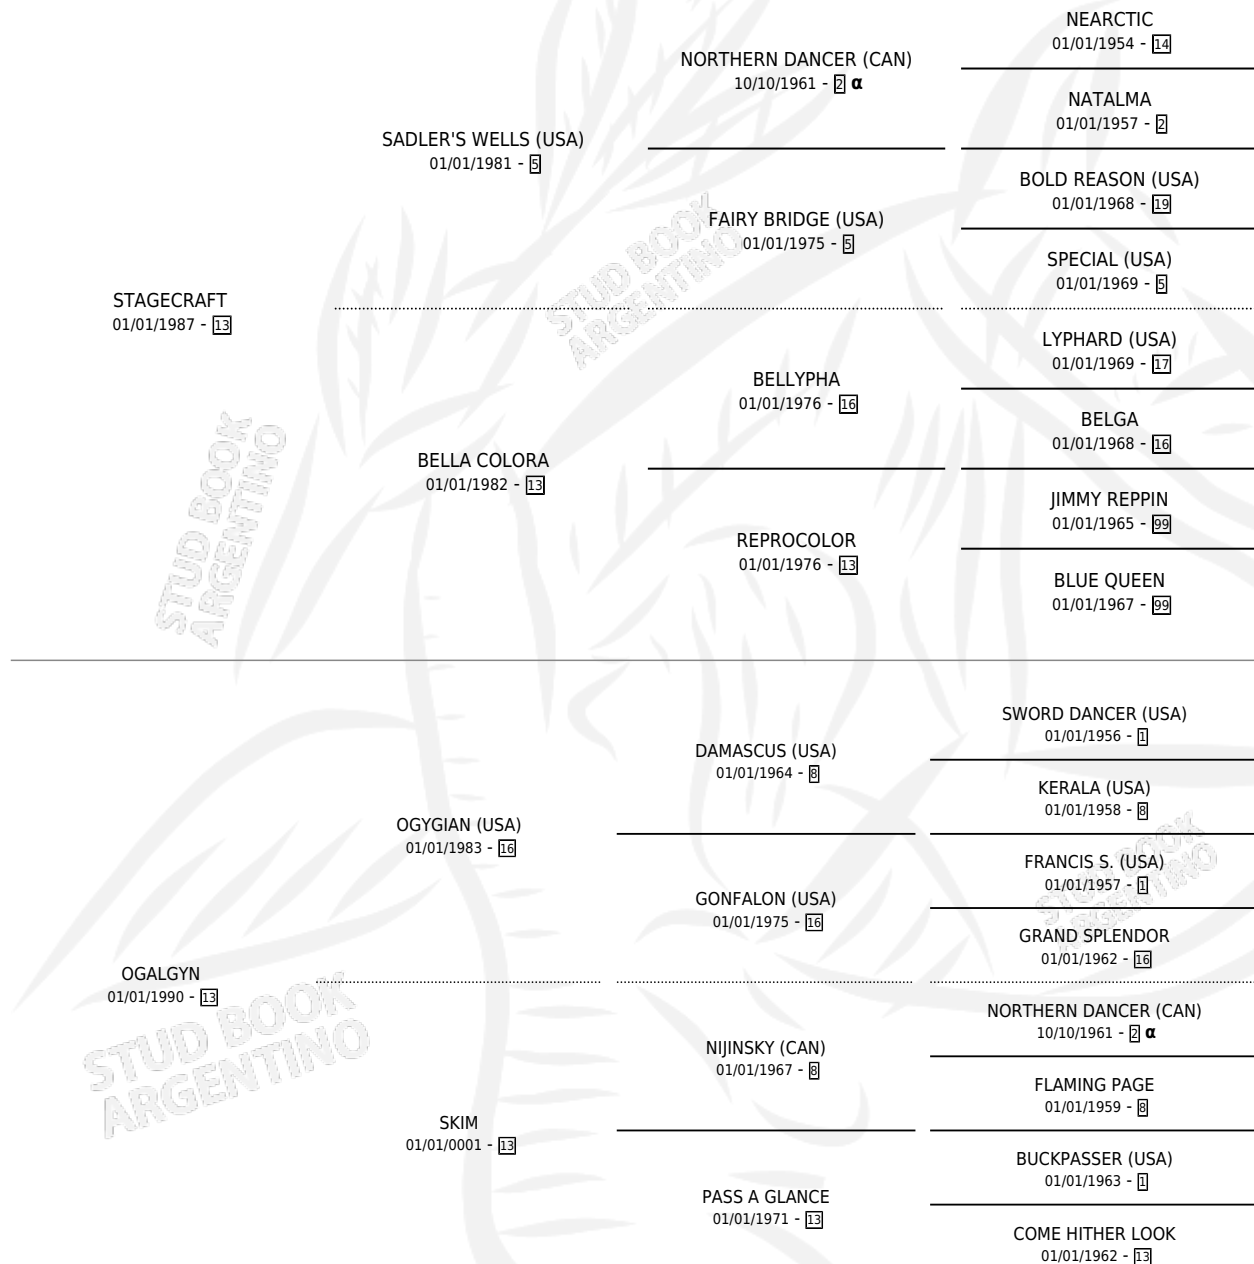 NEARCTIC
01/01/1954 - 14
NORTHERN DANCER (CAN)
10/10/1961 - 2 α
NATALMA
01/01/1957 - 2
SADLER'S WELLS (USA)
01/01/1981 - 5
BOLD REASON (USA)
01/01/1968 - 19
FAIRY BRIDGE (USA)
01/01/1975 - 5
SPECIAL (USA)
01/01/1969 - 5
STUD BOOK
ARGENTINO
STAGECRAFT
01/01/1987 - 13
LYPHARD (USA)
01/01/1969 - 17
BELLYPHA
01/01/1976 - 16
BELGA
01/01/1968 - 16
BELLA COLORA
01/01/1982 - 13
JIMMY REPPIN
01/01/1965 - 99
REPROCOLOR
01/01/1976 - 13
BLUE QUEEN
01/01/1967 - 99
STUD BOOK
ARGENTINO
SWORD DANCER (USA)
01/01/1956 - 1
DAMASCUS (USA)
01/01/1964 - 8
KERALA (USA)
01/01/1958 - 8
OGYGIAN (USA)
01/01/1983 - 16
FRANCIS S. (USA)
01/01/1957 - 1
STUD BOOK
ARGENTINO
GONFALON (USA)
01/01/1975 - 16
GRAND SPLENDOR
01/01/1962 - 16
OGALGYN
01/01/1990 - 13
NORTHERN DANCER (CAN)
10/10/1961 - 2 α
STUD BOOK
ARGENTINO
NIJINSKY (CAN)
01/01/1967 - 8
FLAMING PAGE
01/01/1959 - 8
SKIM
01/01/0001 - 13
BUCKPASSER (USA)
01/01/1963 - 1
PASS A GLANCE
01/01/1971 - 13
COME HITHER LOOK
01/01/1962 - 13